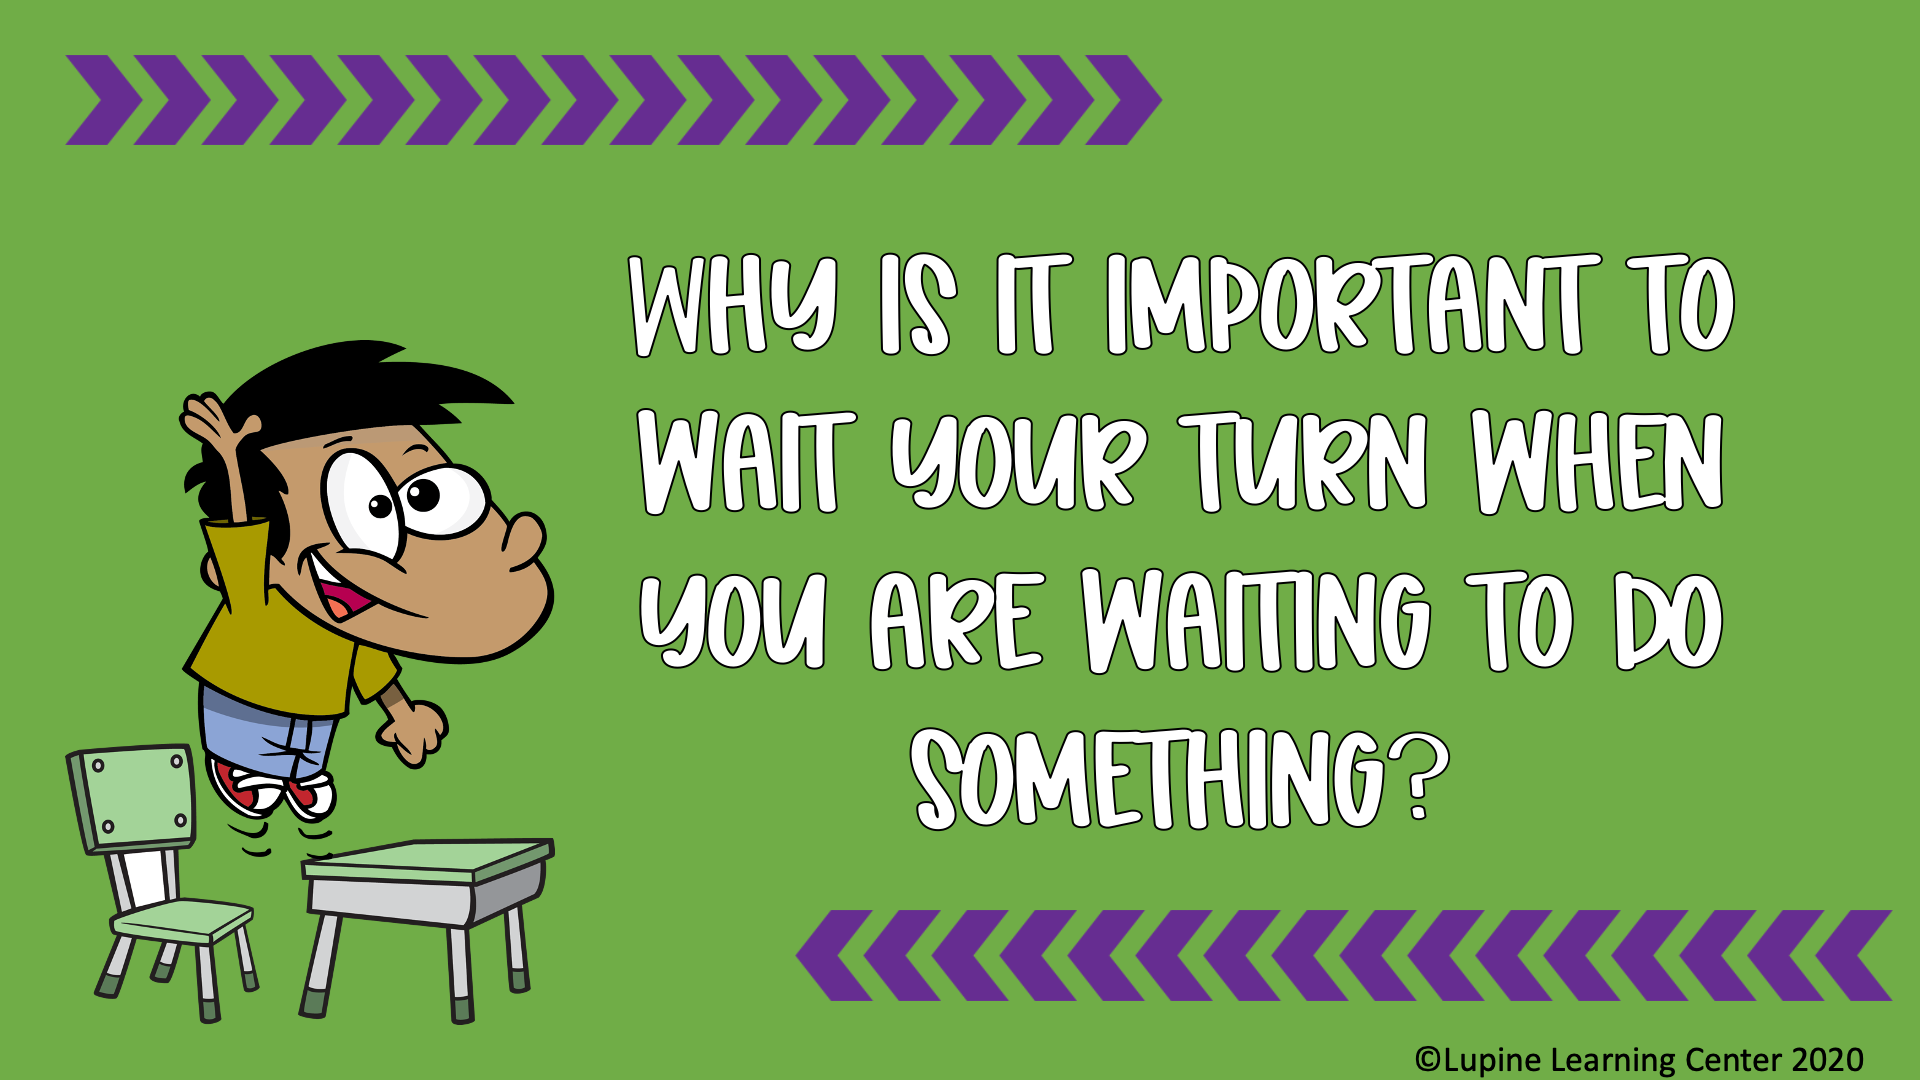 WHY IS IT IMPORTANT TO
WAIT YOUR TURN WHEN
YOU ARE WAITING TO DO
SOMETHING?
©Lupine Learning Center 2020